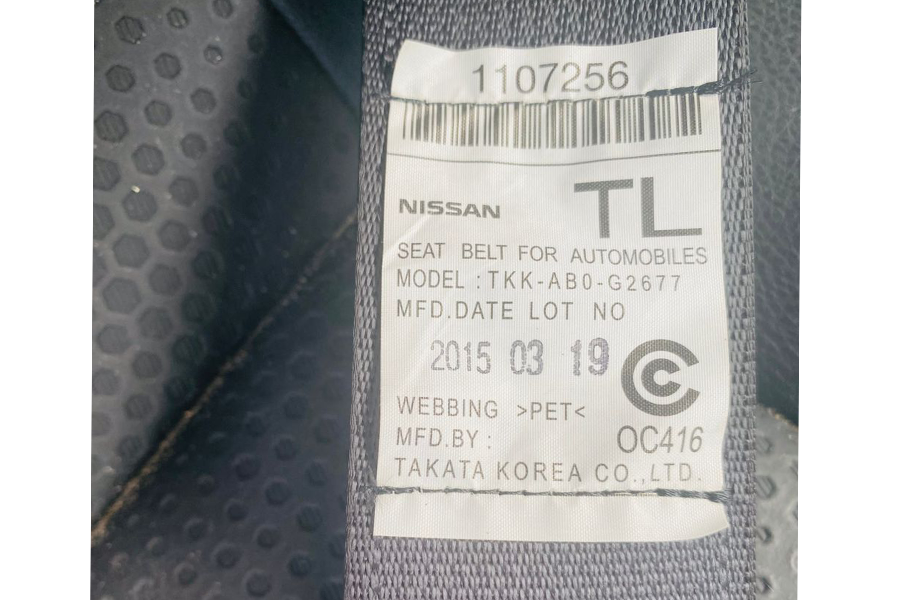 1107256
TL
NISSAN
SEAT BELT FOR AUTOMOBILES
MODEL : TKK-AB0-G2677
MFD.DATE LOT NO
2015 03 19
WEBBING >PET<
MFD.BY :
OC416
TAKATA KOREA CO.,LTD.